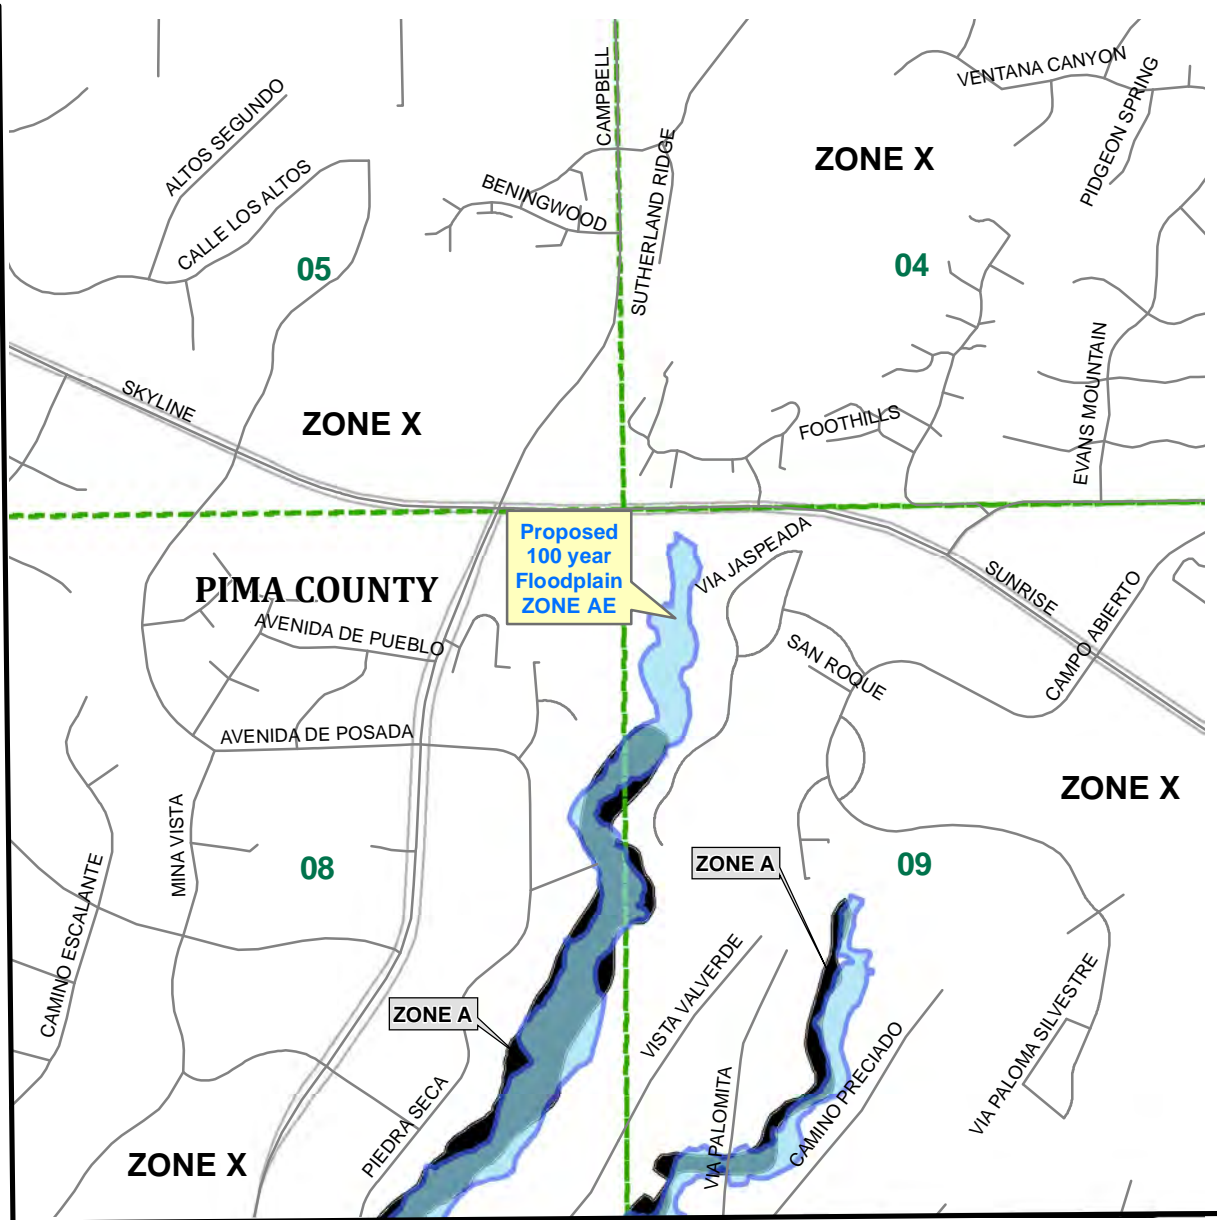 CAMPBELL
VENTANA CANYON
PIDGEON SPRING
ALTOS SEGUNDO
CALLE LOS ALTOS
BENINGWOOD
SUTHERLAND RIDGE
ZONE X
05
04
SKYLINE
ZONE X
FOOTHILLS
EVANS MOUNTAIN
Proposed
100 year
Floodplain
ZONE AE
VIA JASPEADA
SUNRISE
PIMA COUNTY
AVENIDA DE PUEBLO
SAN ROQUE
CAMPO ABIERTO
AVENIDA DE POSADA
ZONE X
MINA VISTA
08
ZONE A
09
CAMINO ESCALANTE
ZONE A
VISTA VALVERDE
VIA PALOMA SILVESTRE
PIEDRA SECA
VIA PALOMITA
CAMINO PRECIADO
ZONE X